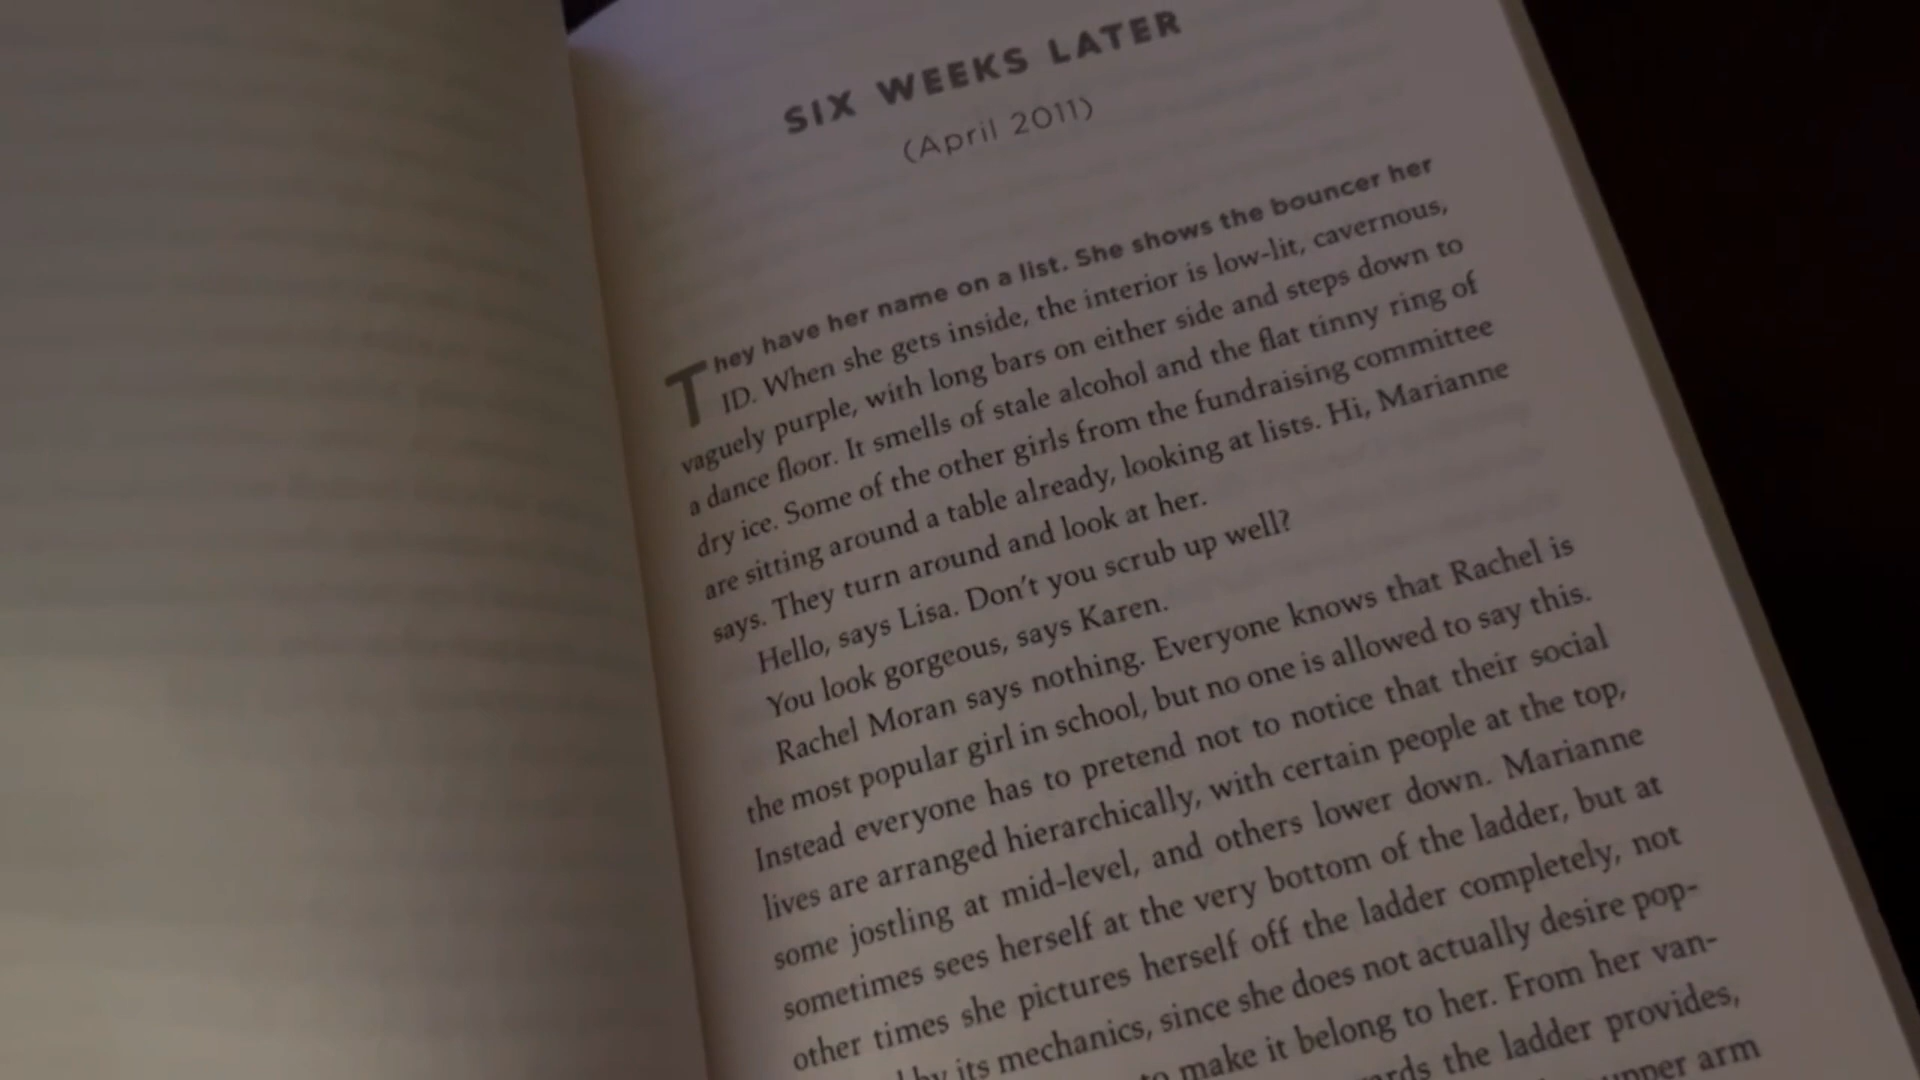 SIX WEEKS LATER
(April 2011)
They have her name on a list. She shows the bouncer her
ID. When she gets inside, the interior is low-lit, cavernous,
vaguely purple, with long bars on either side and steps down to
a dance floor. It smells of stale alcohol and the flat tinny ring of
dry ice. Some of the other girls from the fundraising committee
are sitting around a table already, looking at lists. Hi, Marianne
says. They turn around and look at her.
Hello, says Lisa. Don't you scrub up well?
You look gorgeous, says Karen.
Rachel Moran says nothing. Everyone knows that Rachel is
the most popular girl in school, but no one is allowed to say this.
Instead everyone has to pretend not to notice that their social
lives are arranged hierarchically, with certain people at the top,
some jostling at mid-level, and others lower down. Marianne
sometimes sees herself at the very bottom of the ladder, but at
other times she pictures herself off the ladder completely, not
by its mechanics, since she does not actually desire pop-
to make it belong to her. From her van-
the ladder provides,
upper arm